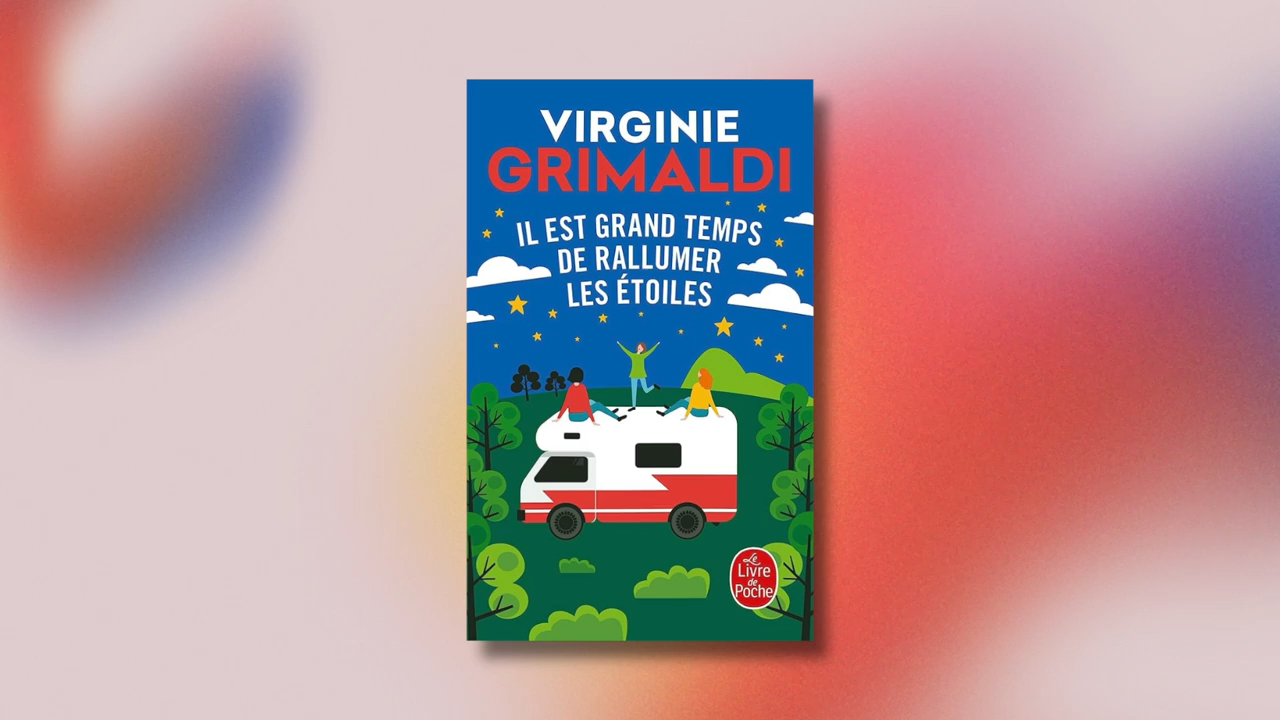 VIRGINIE
GRIMALDI
IL EST GRAND TEMPS
DE RALLUMER
LES ÉTOILES
Le
Livre
de
Poche